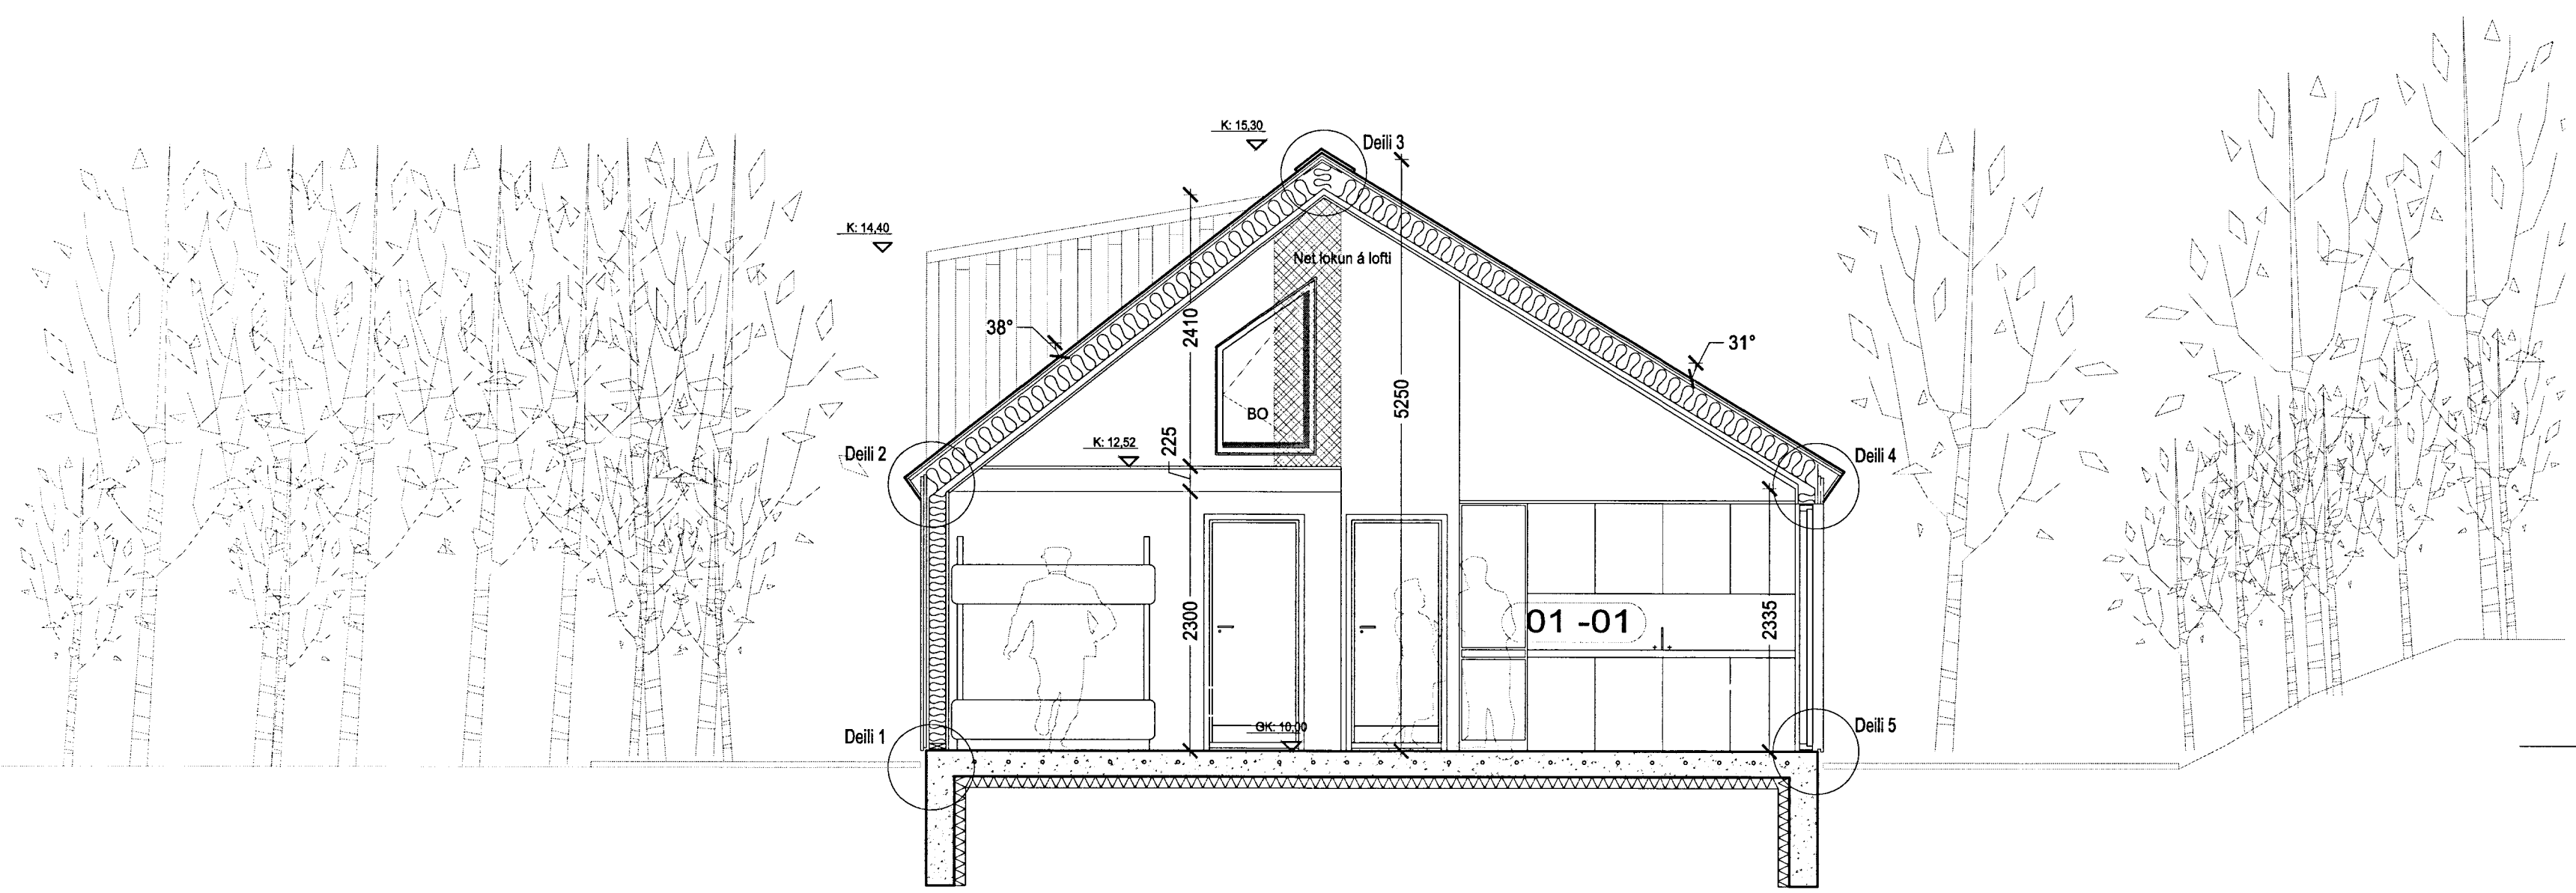 K: 15,30
Deili 3
K: 14,40
Net lokun á lofti
38°
2410
31°
5250
BO
K: 12,52
225
Deili 2
Deili 4
2300
01 -01
2335
GK: 10,00
Deili 1
Deili 5